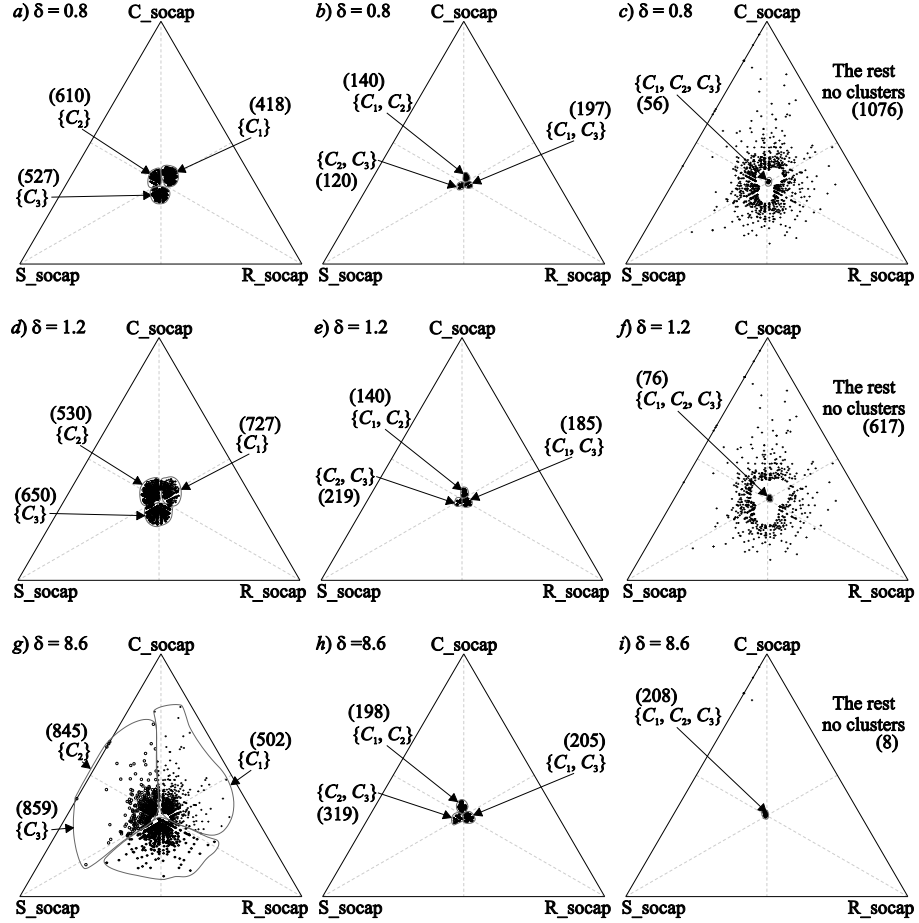 a) δ = 0.8
C_socap
(610)
{C₂}
(418)
{C₁}
(527)
{C₃}
S_socap
R_socap
b) δ = 0.8
C_socap
(140)
{C₁, C₂}
(197)
{C₁, C₃}
{C₂, C₃}
(120)
S_socap
R_socap
c) δ = 0.8
C_socap
{C₁, C₂, C₃}
(56)
The rest
no clusters
(1076)
S_socap
R_socap
d) δ = 1.2
C_socap
(530)
{C₂}
(727)
{C₁}
(650)
{C₃}
S_socap
R_socap
e) δ = 1.2
C_socap
(140)
{C₁, C₂}
(185)
{C₁, C₃}
{C₂, C₃}
(219)
S_socap
R_socap
f) δ = 1.2
C_socap
(76)
{C₁, C₂, C₃}
The rest
no clusters
(617)
S_socap
R_socap
g) δ = 8.6
C_socap
(845)
{C₂}
(502)
{C₁}
(859)
{C₃}
S_socap
R_socap
h) δ =8.6
C_socap
(198)
{C₁, C₂}
(205)
{C₁, C₃}
{C₂, C₃}
(319)
S_socap
R_socap
i) δ = 8.6
C_socap
(208)
{C₁, C₂, C₃}
The rest
no clusters
(8)
S_socap
R_socap